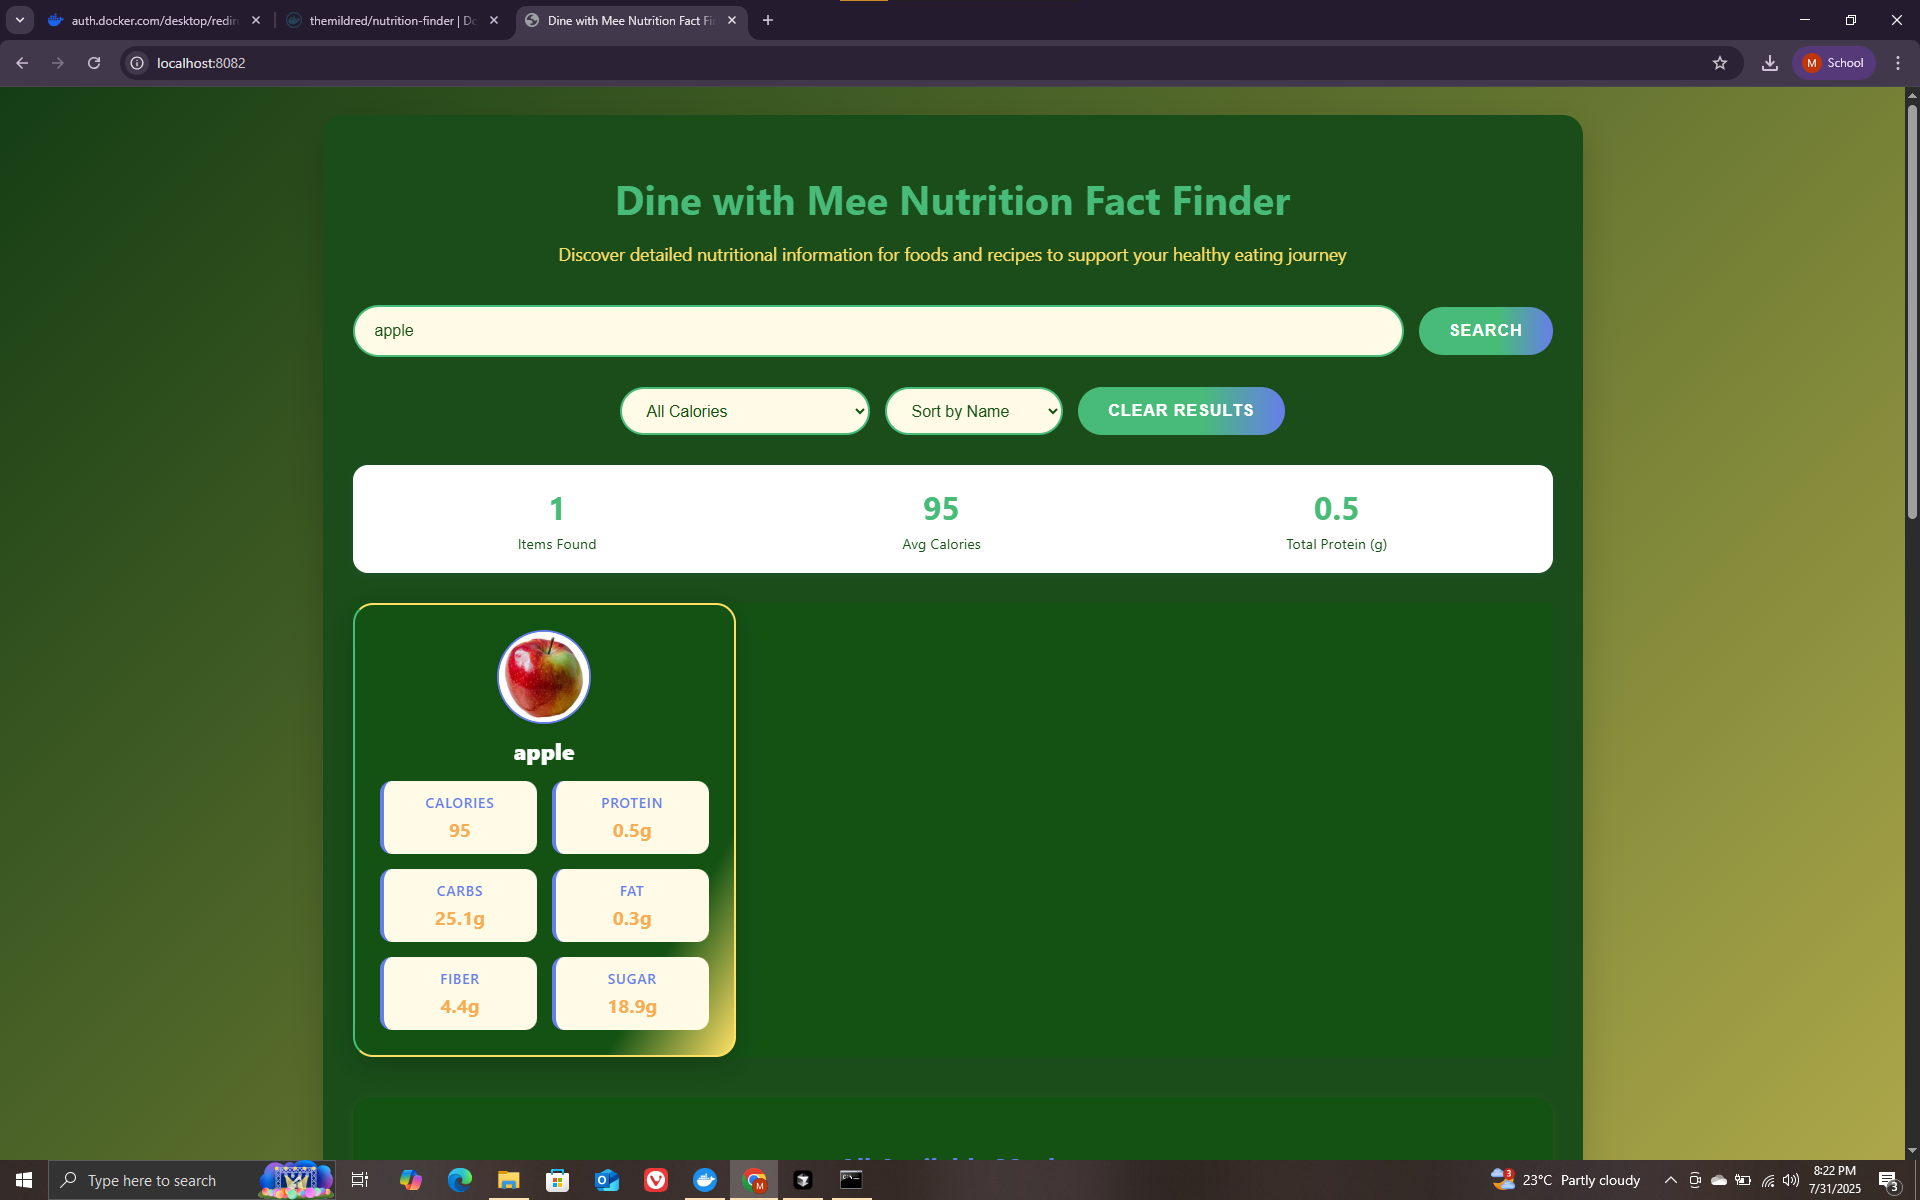 auth.docker.com/desktop/redire
themildred/nutrition-finder | Do
Dine with Mee Nutrition Fact Fi
localhost:8082
M School
Dine with Mee Nutrition Fact Finder
Discover detailed nutritional information for foods and recipes to support your healthy eating journey
apple
SEARCH
All Calories
Sort by Name
CLEAR RESULTS
1
95
0.5
Items Found
Avg Calories
Total Protein (g)
apple
CALORIES
95
PROTEIN
0.5g
CARBS
25.1g
FAT
0.3g
FIBER
4.4g
SUGAR
18.9g
Type here to search
3
23°C Partly cloudy
8:22 PM
7/31/2025
3